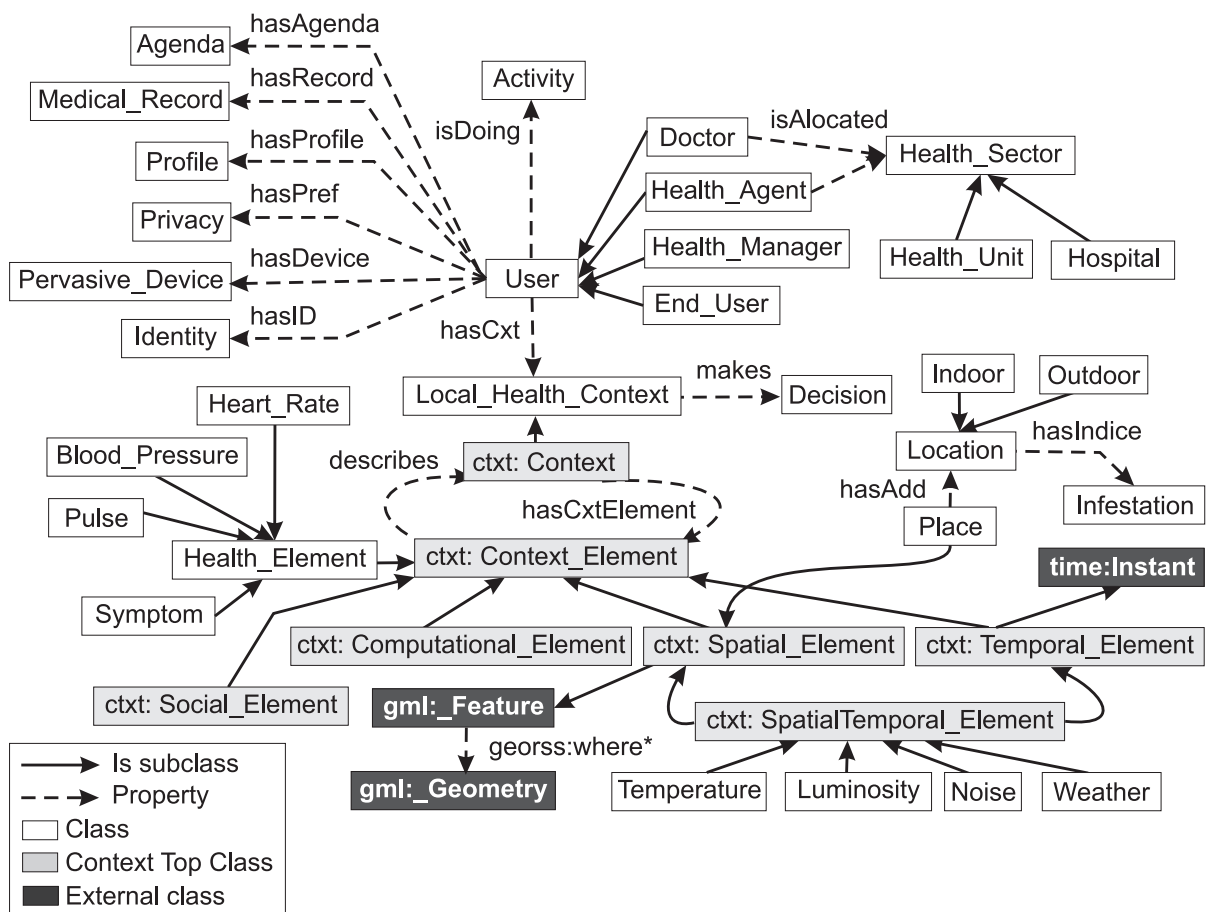 hasAgenda
Agenda
hasRecord
Medical_Record
Activity
isDoing
isAlocated
Doctor
Health_Sector
hasProfile
Profile
Health_Agent
hasPref
Privacy
Health_Manager
Health_Unit
Hospital
hasDevice
Pervasive_Device
User
End_User
hasID
Identity
hasCxt
makes
Indoor
Outdoor
Local_Health_Context
Decision
Heart_Rate
Location
hasIndice
Blood_Pressure
describes
ctxt: Context
hasAdd
Infestation
Pulse
hasCxtElement
Place
Health_Element
ctxt: Context_Element
time:Instant
Symptom
ctxt: Computational_Element
ctxt: Spatial_Element
ctxt: Temporal_Element
ctxt: Social_Element
gml:_Feature
ctxt: SpatialTemporal_Element
georss:where*
gml:_Geometry
Temperature
Luminosity
Noise
Weather
Is subclass
Property
Class
Context Top Class
External class